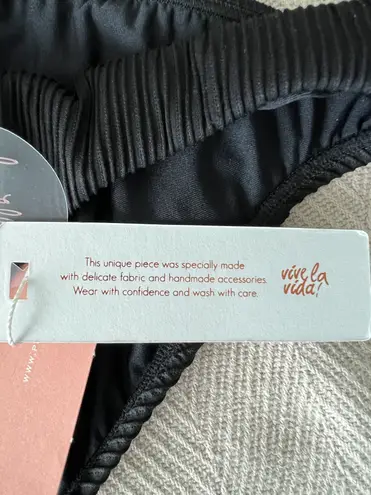 This unique piece was specially made
with delicate fabric and handmade accessories.
Wear with confidence and wash with care.
vive la
vida!